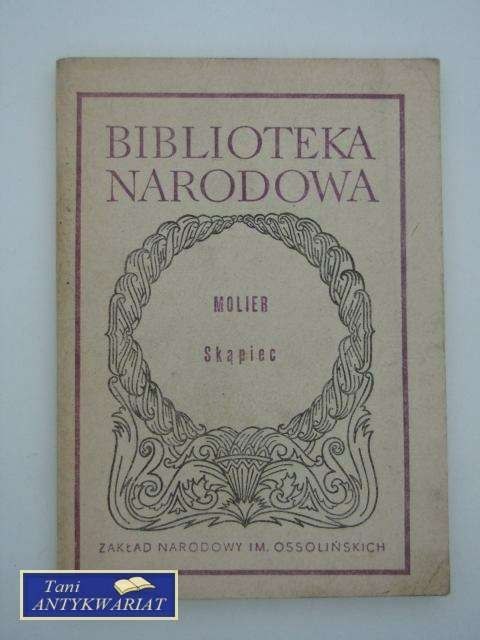 BIBLIOTEKA
NARODOWA
MOLIER
Skąpiec
ZAKŁAD NARODOWY IM. OSSOLIŃSKICH
Tani
ANTYKWARIAT